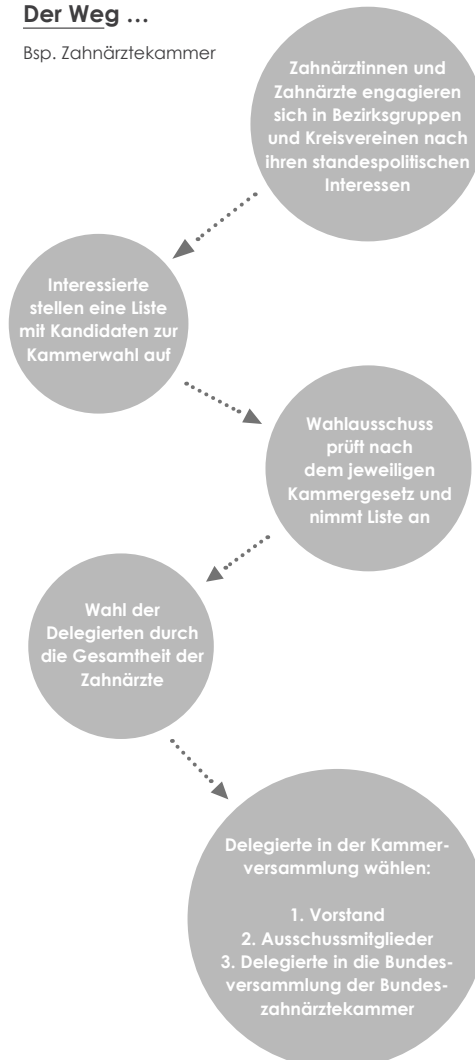 Der Weg ...
Bsp. Zahnärztekammer
Zahnärztinnen und
Zahnärzte engagieren
sich in Bezirksgruppen
und Kreisvereinen nach
ihren standespolitischen
Interessen
Interessierte
stellen eine Liste
mit Kandidaten zur
Kammerwahl auf
Wahlausschuss
prüft nach
dem jeweiligen
Kammergesetz und
nimmt Liste an
Wahl der
Delegierten durch
die Gesamtheit der
Zahnärzte
Delegierte in der Kammer-
versammlung wählen:
1. Vorstand
2. Ausschussmitglieder
3. Delegierte in die Bundes-
versammlung der Bundes-
zahnärztekammer